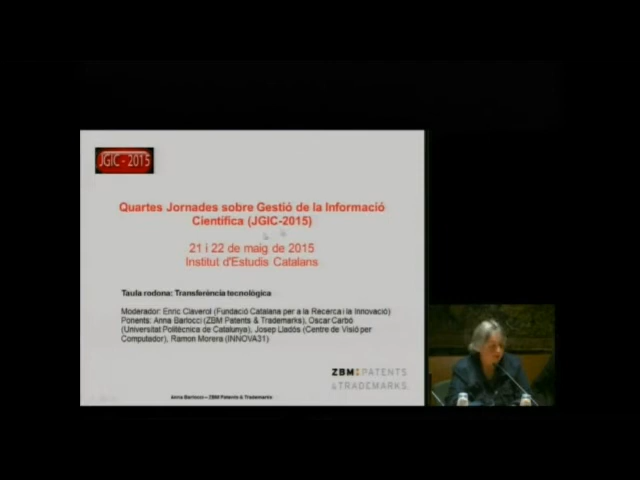 JGIC - 2015
Quartes Jornades sobre Gestió de la Informació
Científica (JGIC-2015)
21 i 22 de maig de 2015
Institut d'Estudis Catalans
Taula rodona: Transferència tecnològica
Moderador: Enric Claverol (Fundació Catalana per a la Recerca i la Innovació)
Ponents: Anna Barlocci (ZBM Patents & Trademarks), Oscar Carbó
(Universitat Politècnica de Catalunya), Josep Lladós (Centre de Visió per
Computador), Ramon Morera (INNOVA31)
ZBM PATENTS
& TRADEMARKS
Anna Barlocci – ZBM Patents & Trademarks